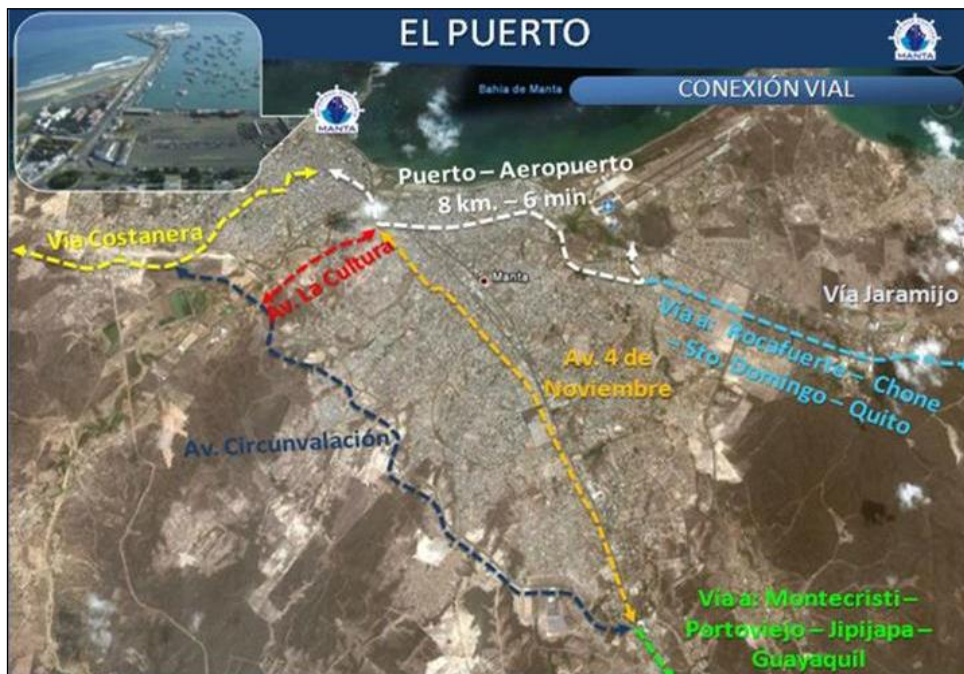 EL PUERTO
MANTA
CONEXIÓN VIAL
Bahía de Manta
MANTA
Puerto – Aeropuerto
8 km. – 6 min.
Vía Costanera
Av. La Cultura
Manta
Vía Jaramijo
Vía a: Rocafuerte – Chone
– Sto. Domingo – Quito
Av. 4 de
Noviembre
Av. Circunvalación
Vía a: Montecristi –
Portoviejo – Jipijapa –
Guayaquil